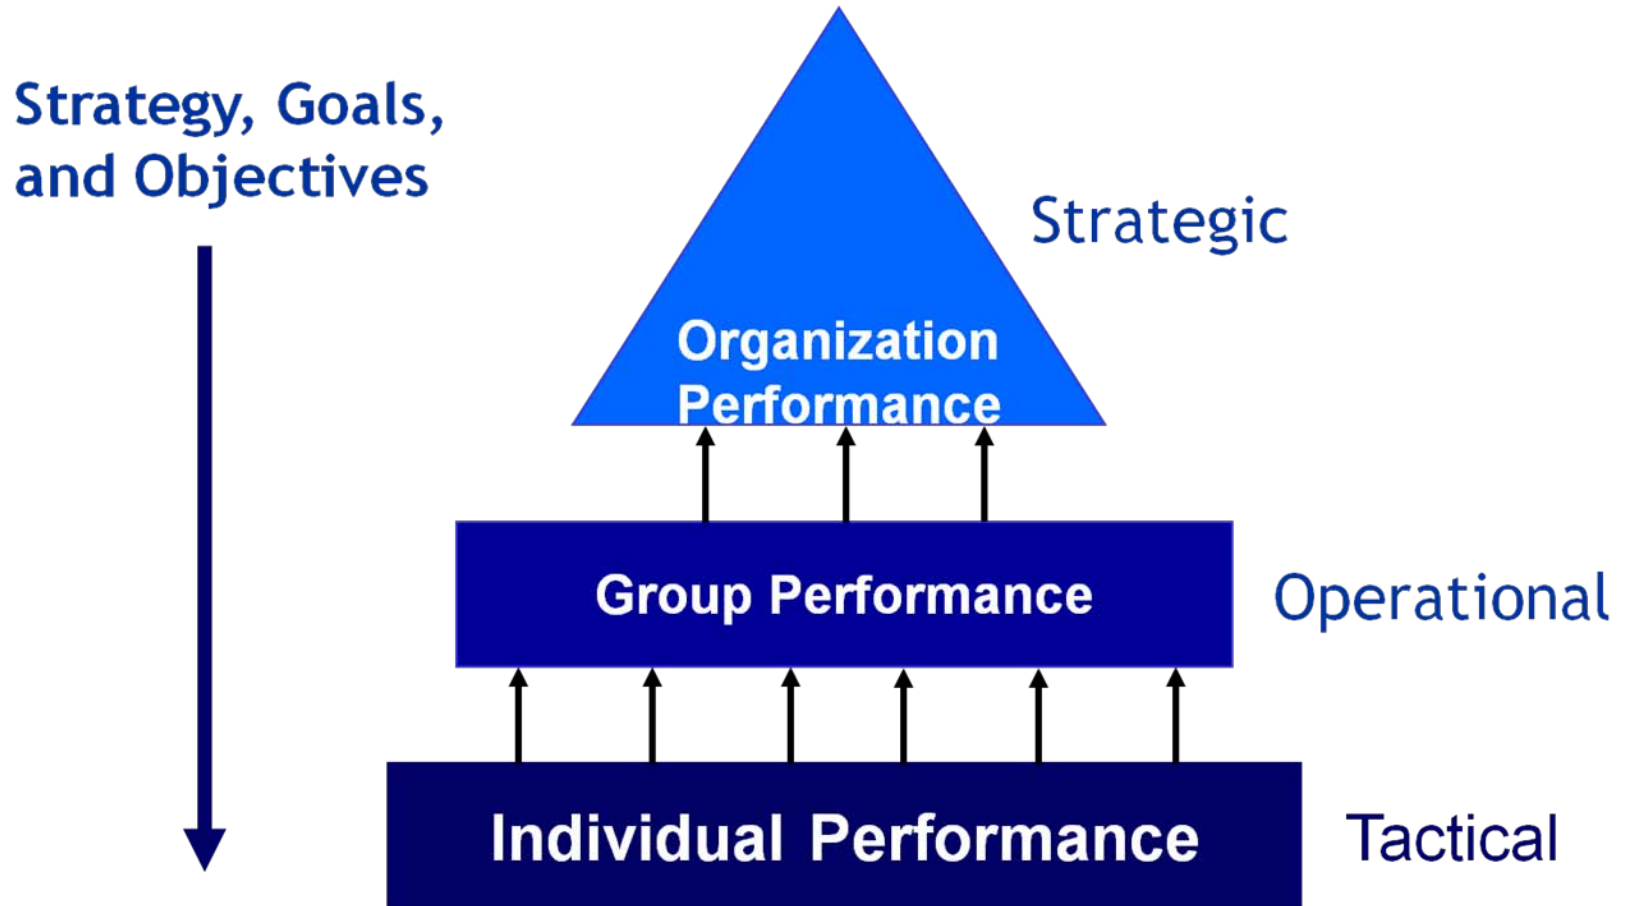 Strategy, Goals,
and Objectives
Strategic
Organization
Performance
Group Performance
Operational
Individual Performance
Tactical